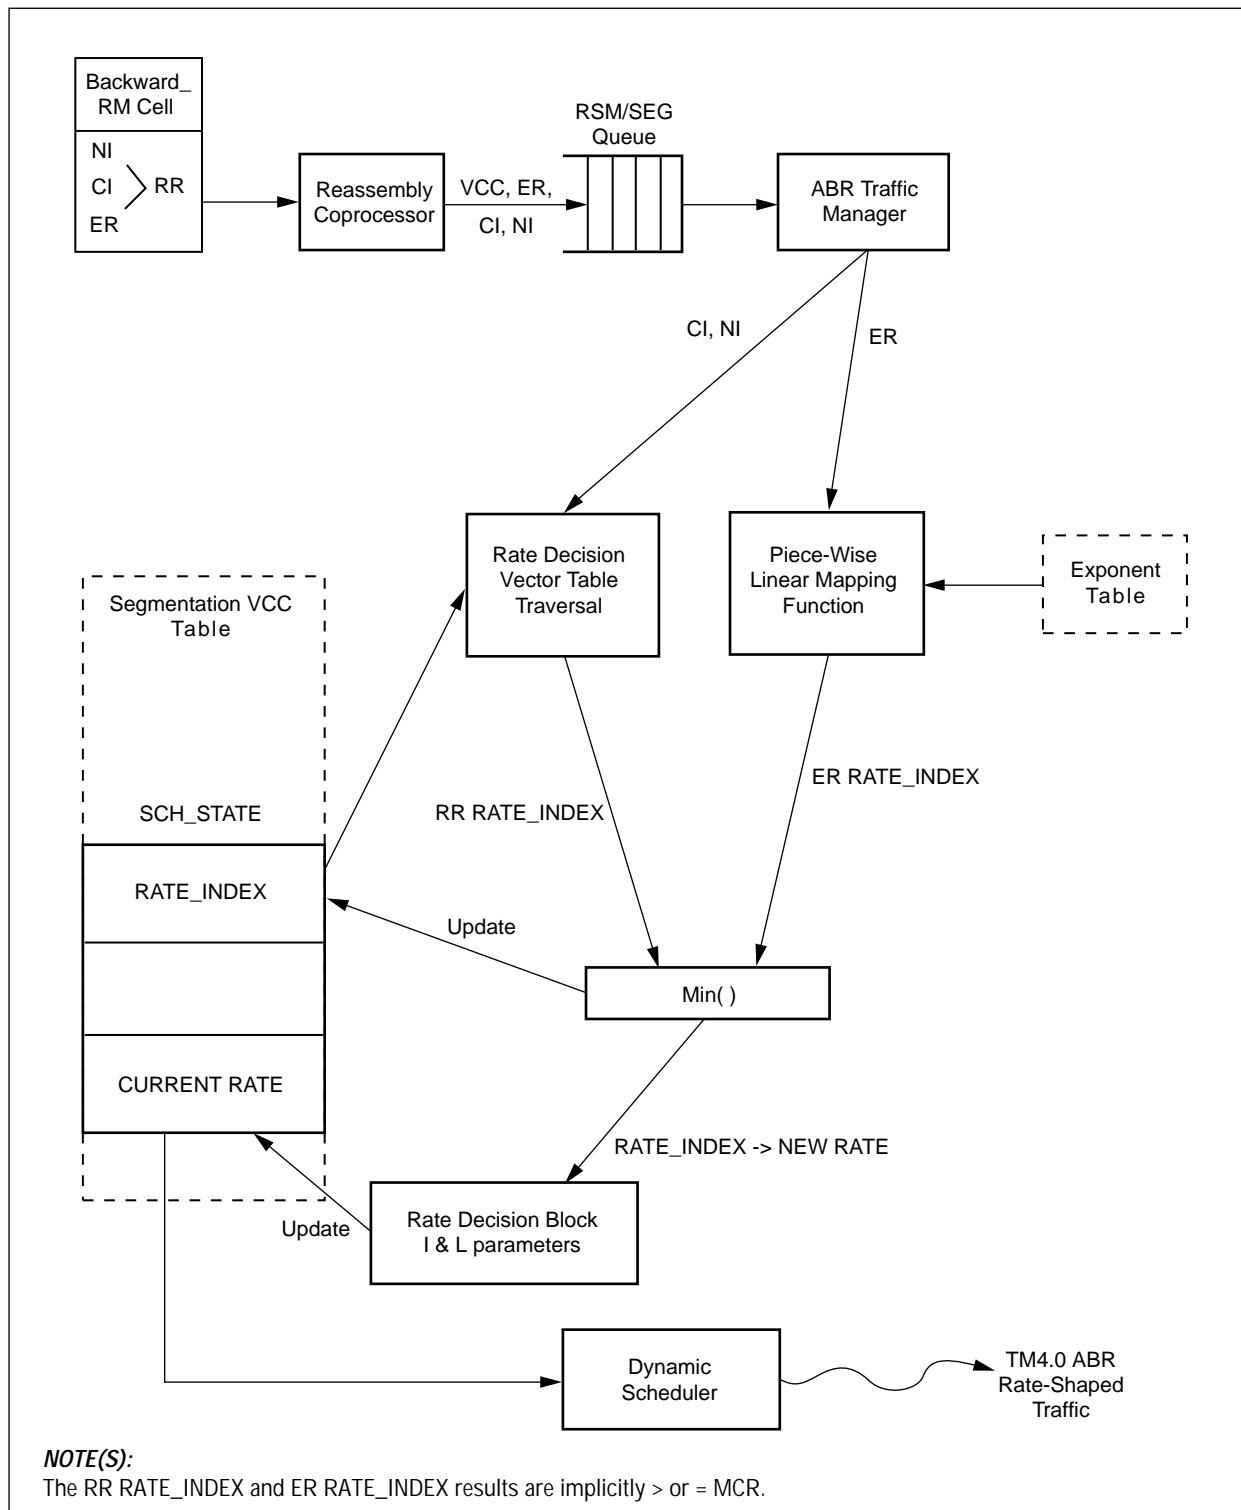 Backward_
RM Cell
NI
CI
ER
RR
Reassembly
Coprocessor
VCC, ER,
CI, NI
RSM/SEG
Queue
ABR Traffic
Manager
CI, NI
ER
Rate Decision
Vector Table
Traversal
Piece-Wise
Linear Mapping
Function
Exponent
Table
Segmentation VCC
Table
SCH_STATE
RATE_INDEX
CURRENT RATE
RR RATE_INDEX
ER RATE_INDEX
Update
Min( )
RATE_INDEX -> NEW RATE
Update
Rate Decision Block
I & L parameters
Dynamic
Scheduler
TM4.0 ABR
Rate-Shaped
Traffic
NOTE(S):
The RR RATE_INDEX and ER RATE_INDEX results are implicitly > or = MCR.